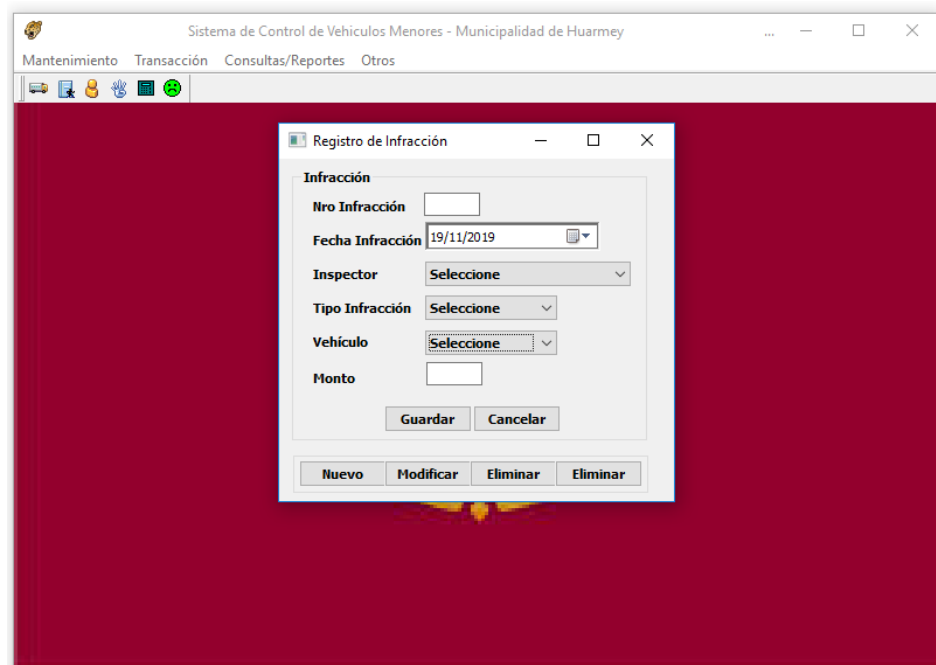 Sistema de Control de Vehiculos Menores - Municipalidad de Huarmey ...
Mantenimiento Transacción Consultas/Reportes Otros
Registro de Infracción
Infracción
Nro Infracción
Fecha Infracción 19/11/2019
Inspector Seleccione
Tipo Infracción Seleccione
Vehículo Seleccione
Monto
Guardar Cancelar
Nuevo Modificar Eliminar Eliminar